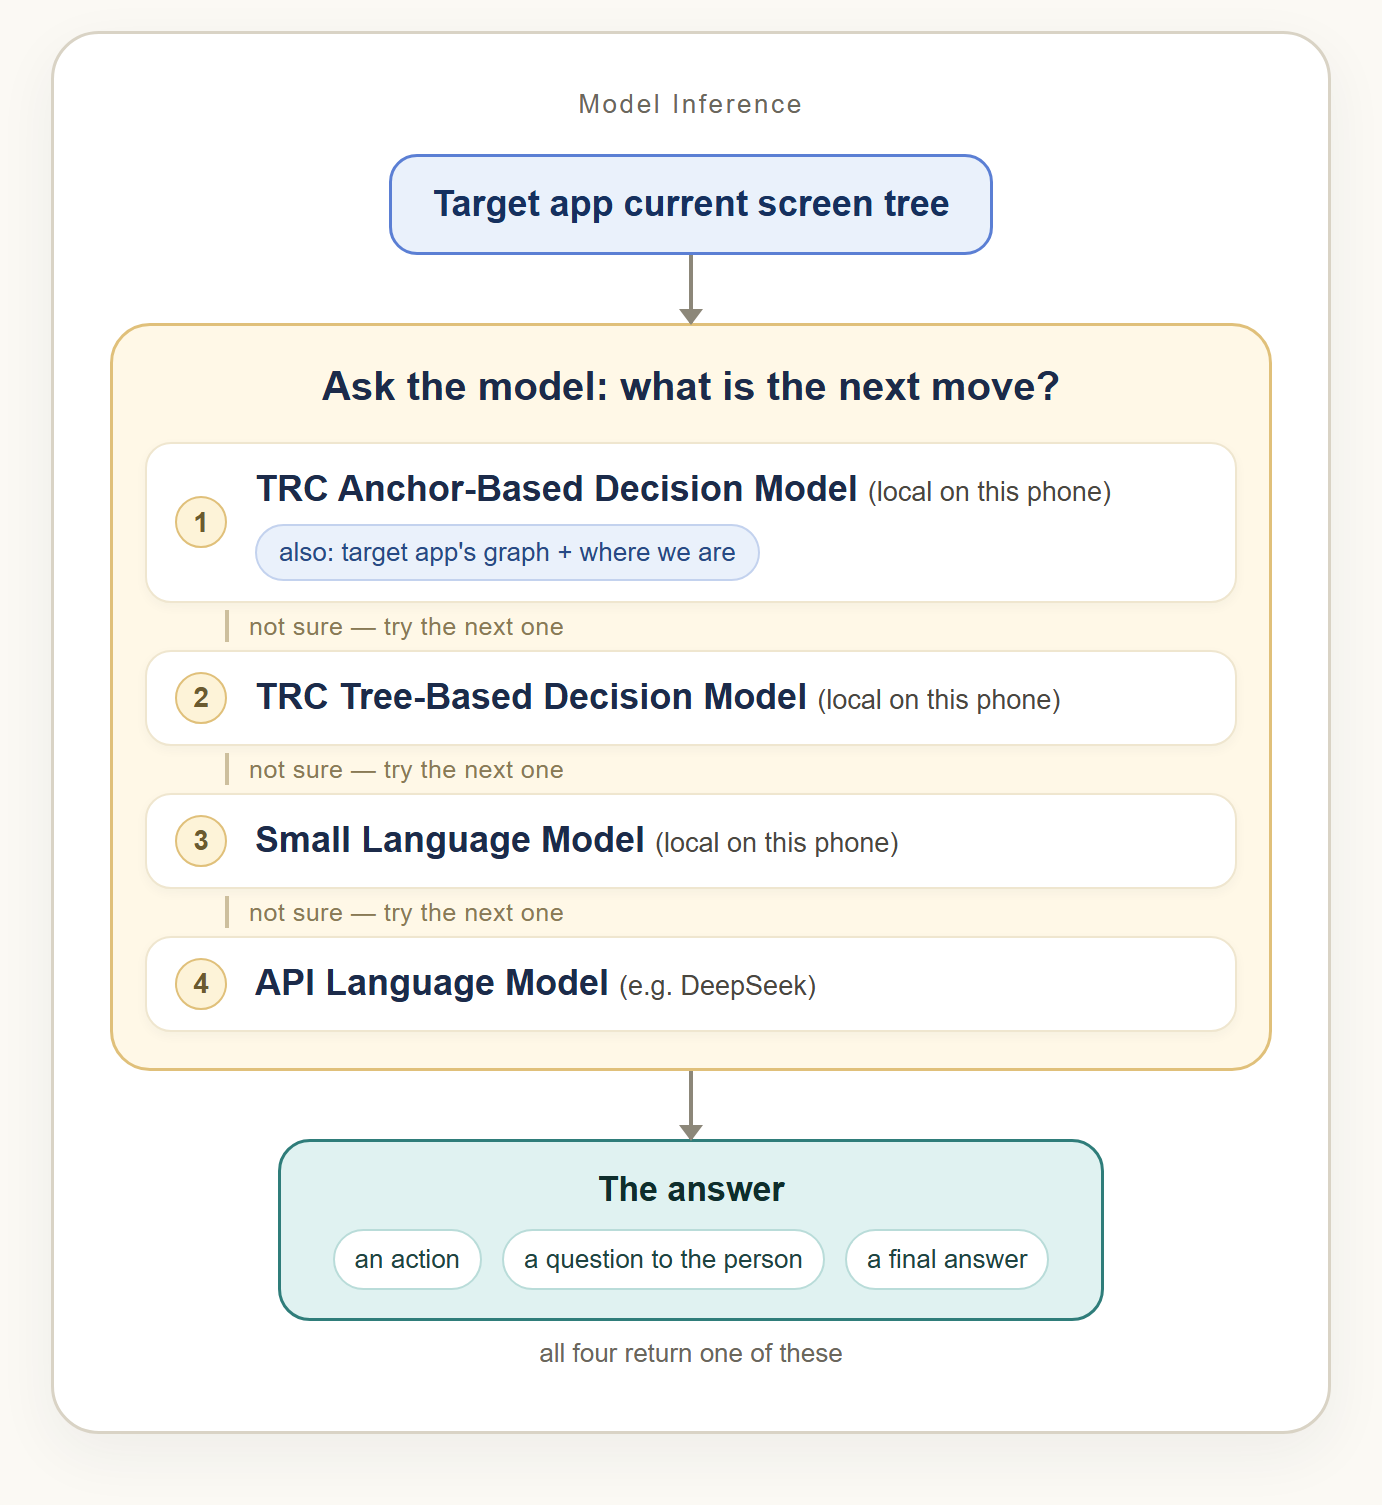 Model Inference
Target app current screen tree
Ask the model: what is the next move?
1
TRC Anchor-Based Decision Model (local on this phone)
also: target app's graph + where we are
not sure — try the next one
2
TRC Tree-Based Decision Model (local on this phone)
not sure — try the next one
3
Small Language Model (local on this phone)
not sure — try the next one
4
API Language Model (e.g. DeepSeek)
The answer
an action
a question to the person
a final answer
all four return one of these